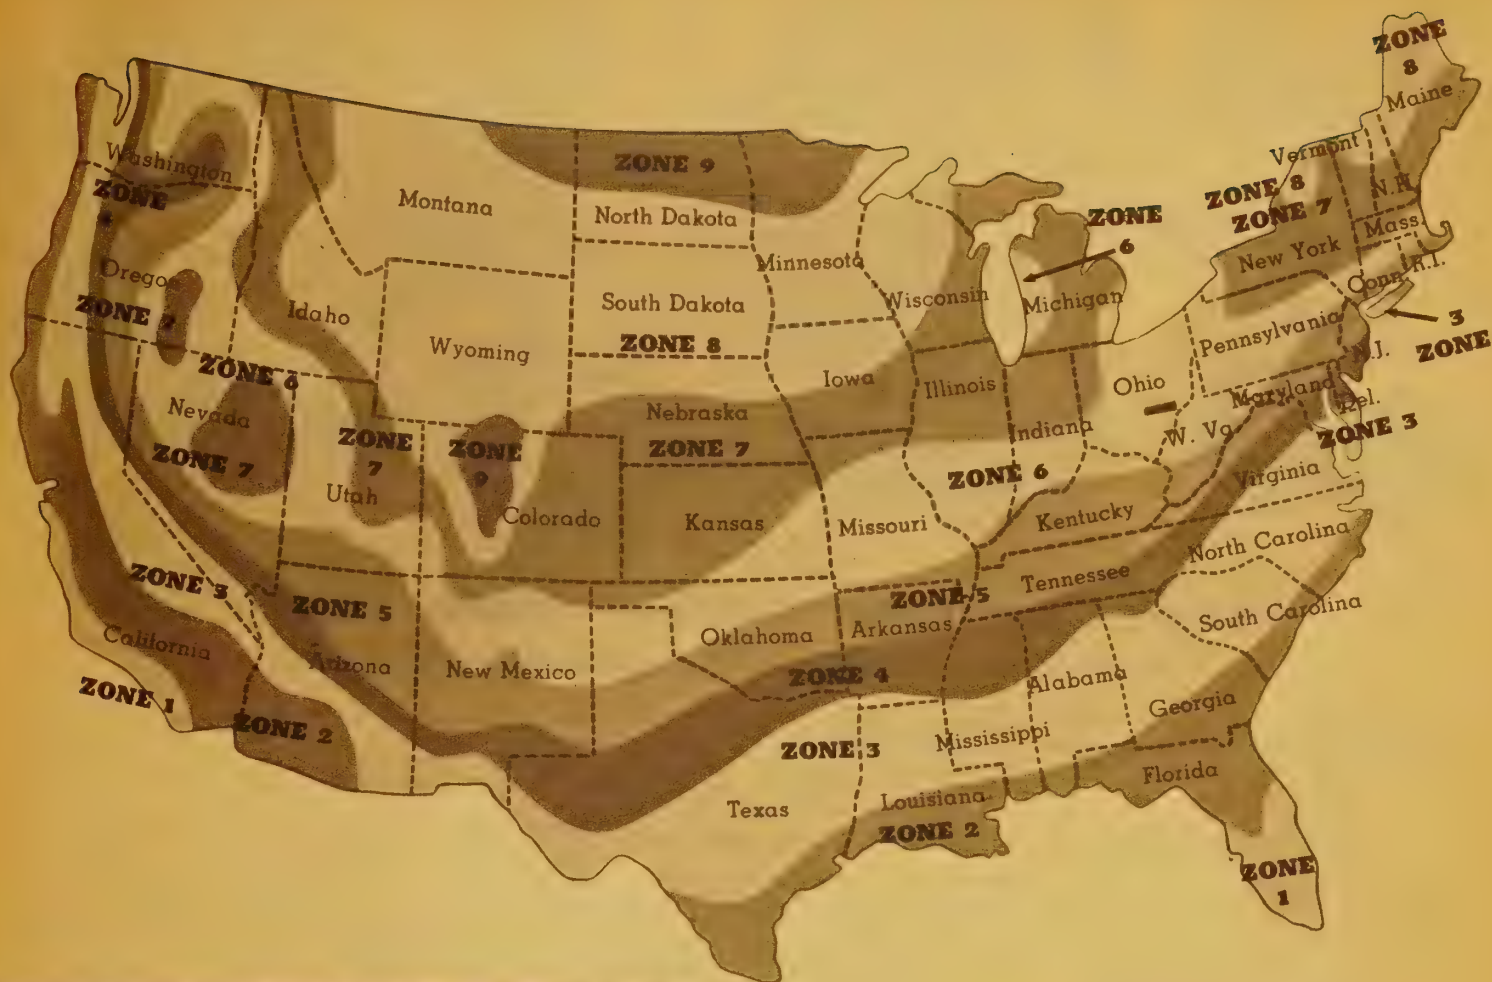 ZONE
8
Maine
Vermont
N.H.
ZONE 8
ZONE 7
Mass.
New York
Conn.
R.I.
Washington
ZONE
Montana
ZONE 9
North Dakota
Minnesota
ZONE
6
Oregon
ZONE 7
Idaho
South Dakota
ZONE 8
Wisconsin
Michigan
Wyoming
3
ZONE
Pennsylvania
N.J.
ZONE 6
Nevada
ZONE 7
Iowa
Illinois
Ohio
Maryland
Del.
ZONE 3
Nebraska
ZONE 7
Indiana
W. Va.
ZONE
7
Utah
ZONE
9
Colorado
Kansas
Missouri
ZONE 6
Kentucky
Virginia
North Carolina
ZONE 3
ZONE 5
ZONE 5
Tennessee
South Carolina
California
Arizona
New Mexico
Oklahoma
Arkansas
ZONE 4
Alabama
Georgia
ZONE 1
ZONE 2
ZONE 3
Mississippi
Texas
Louisiana
ZONE 2
Florida
ZONE
1